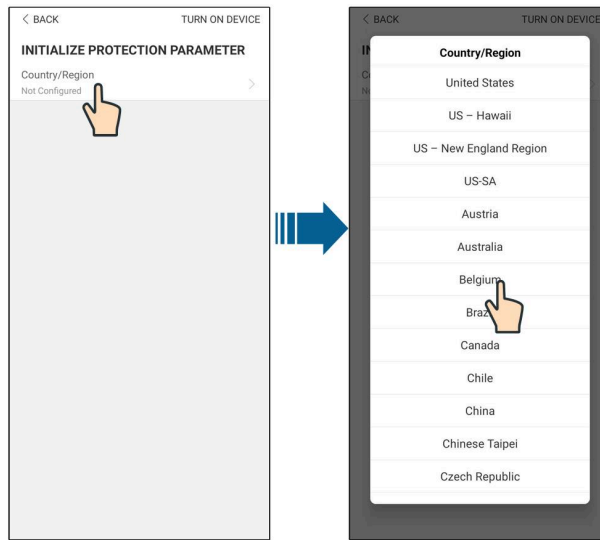 < BACK TURN ON DEVICE
INITIALIZE PROTECTION PARAMETER
Country/Region
Not Configured
< BACK TURN ON DEVICE
Country/Region
United States
US – Hawaii
US – New England Region
US-SA
Austria
Australia
Belgium
Canada
Chile
China
Chinese Taipei
Czech Republic